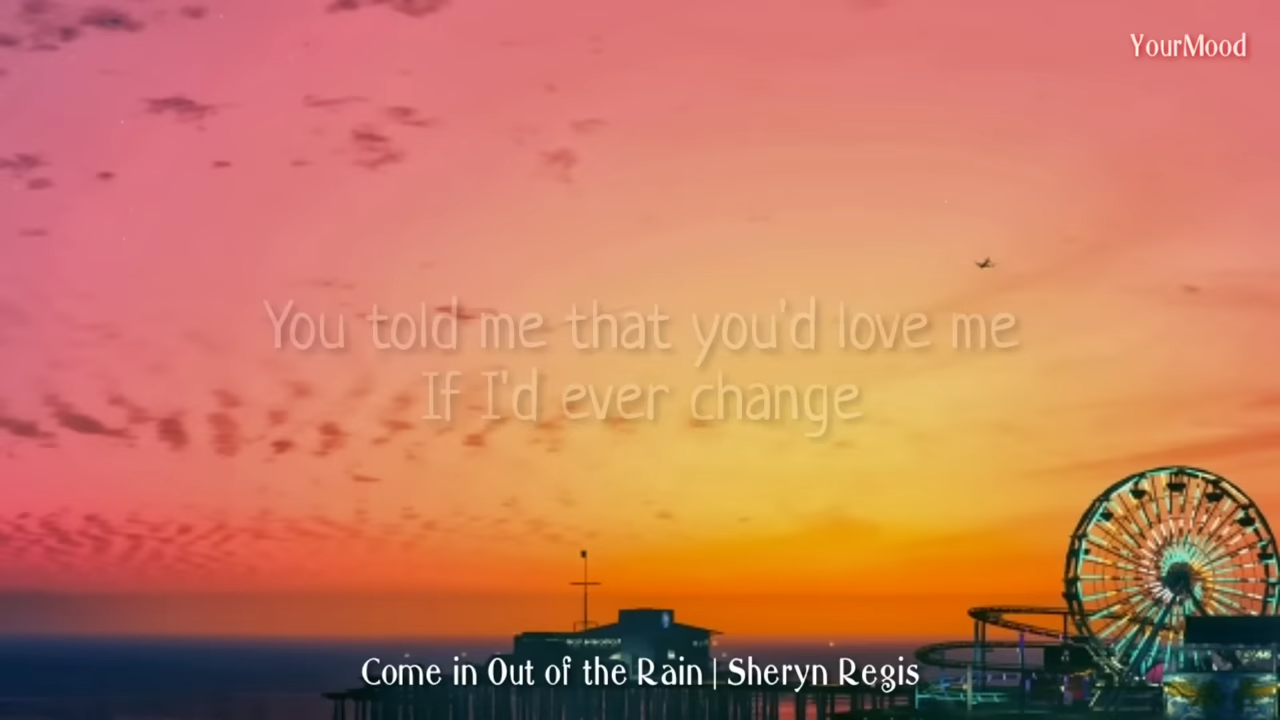 YourMood
You told me that you'd love me
If I'd ever change
Come in Out of the Rain | Sheryn Regis